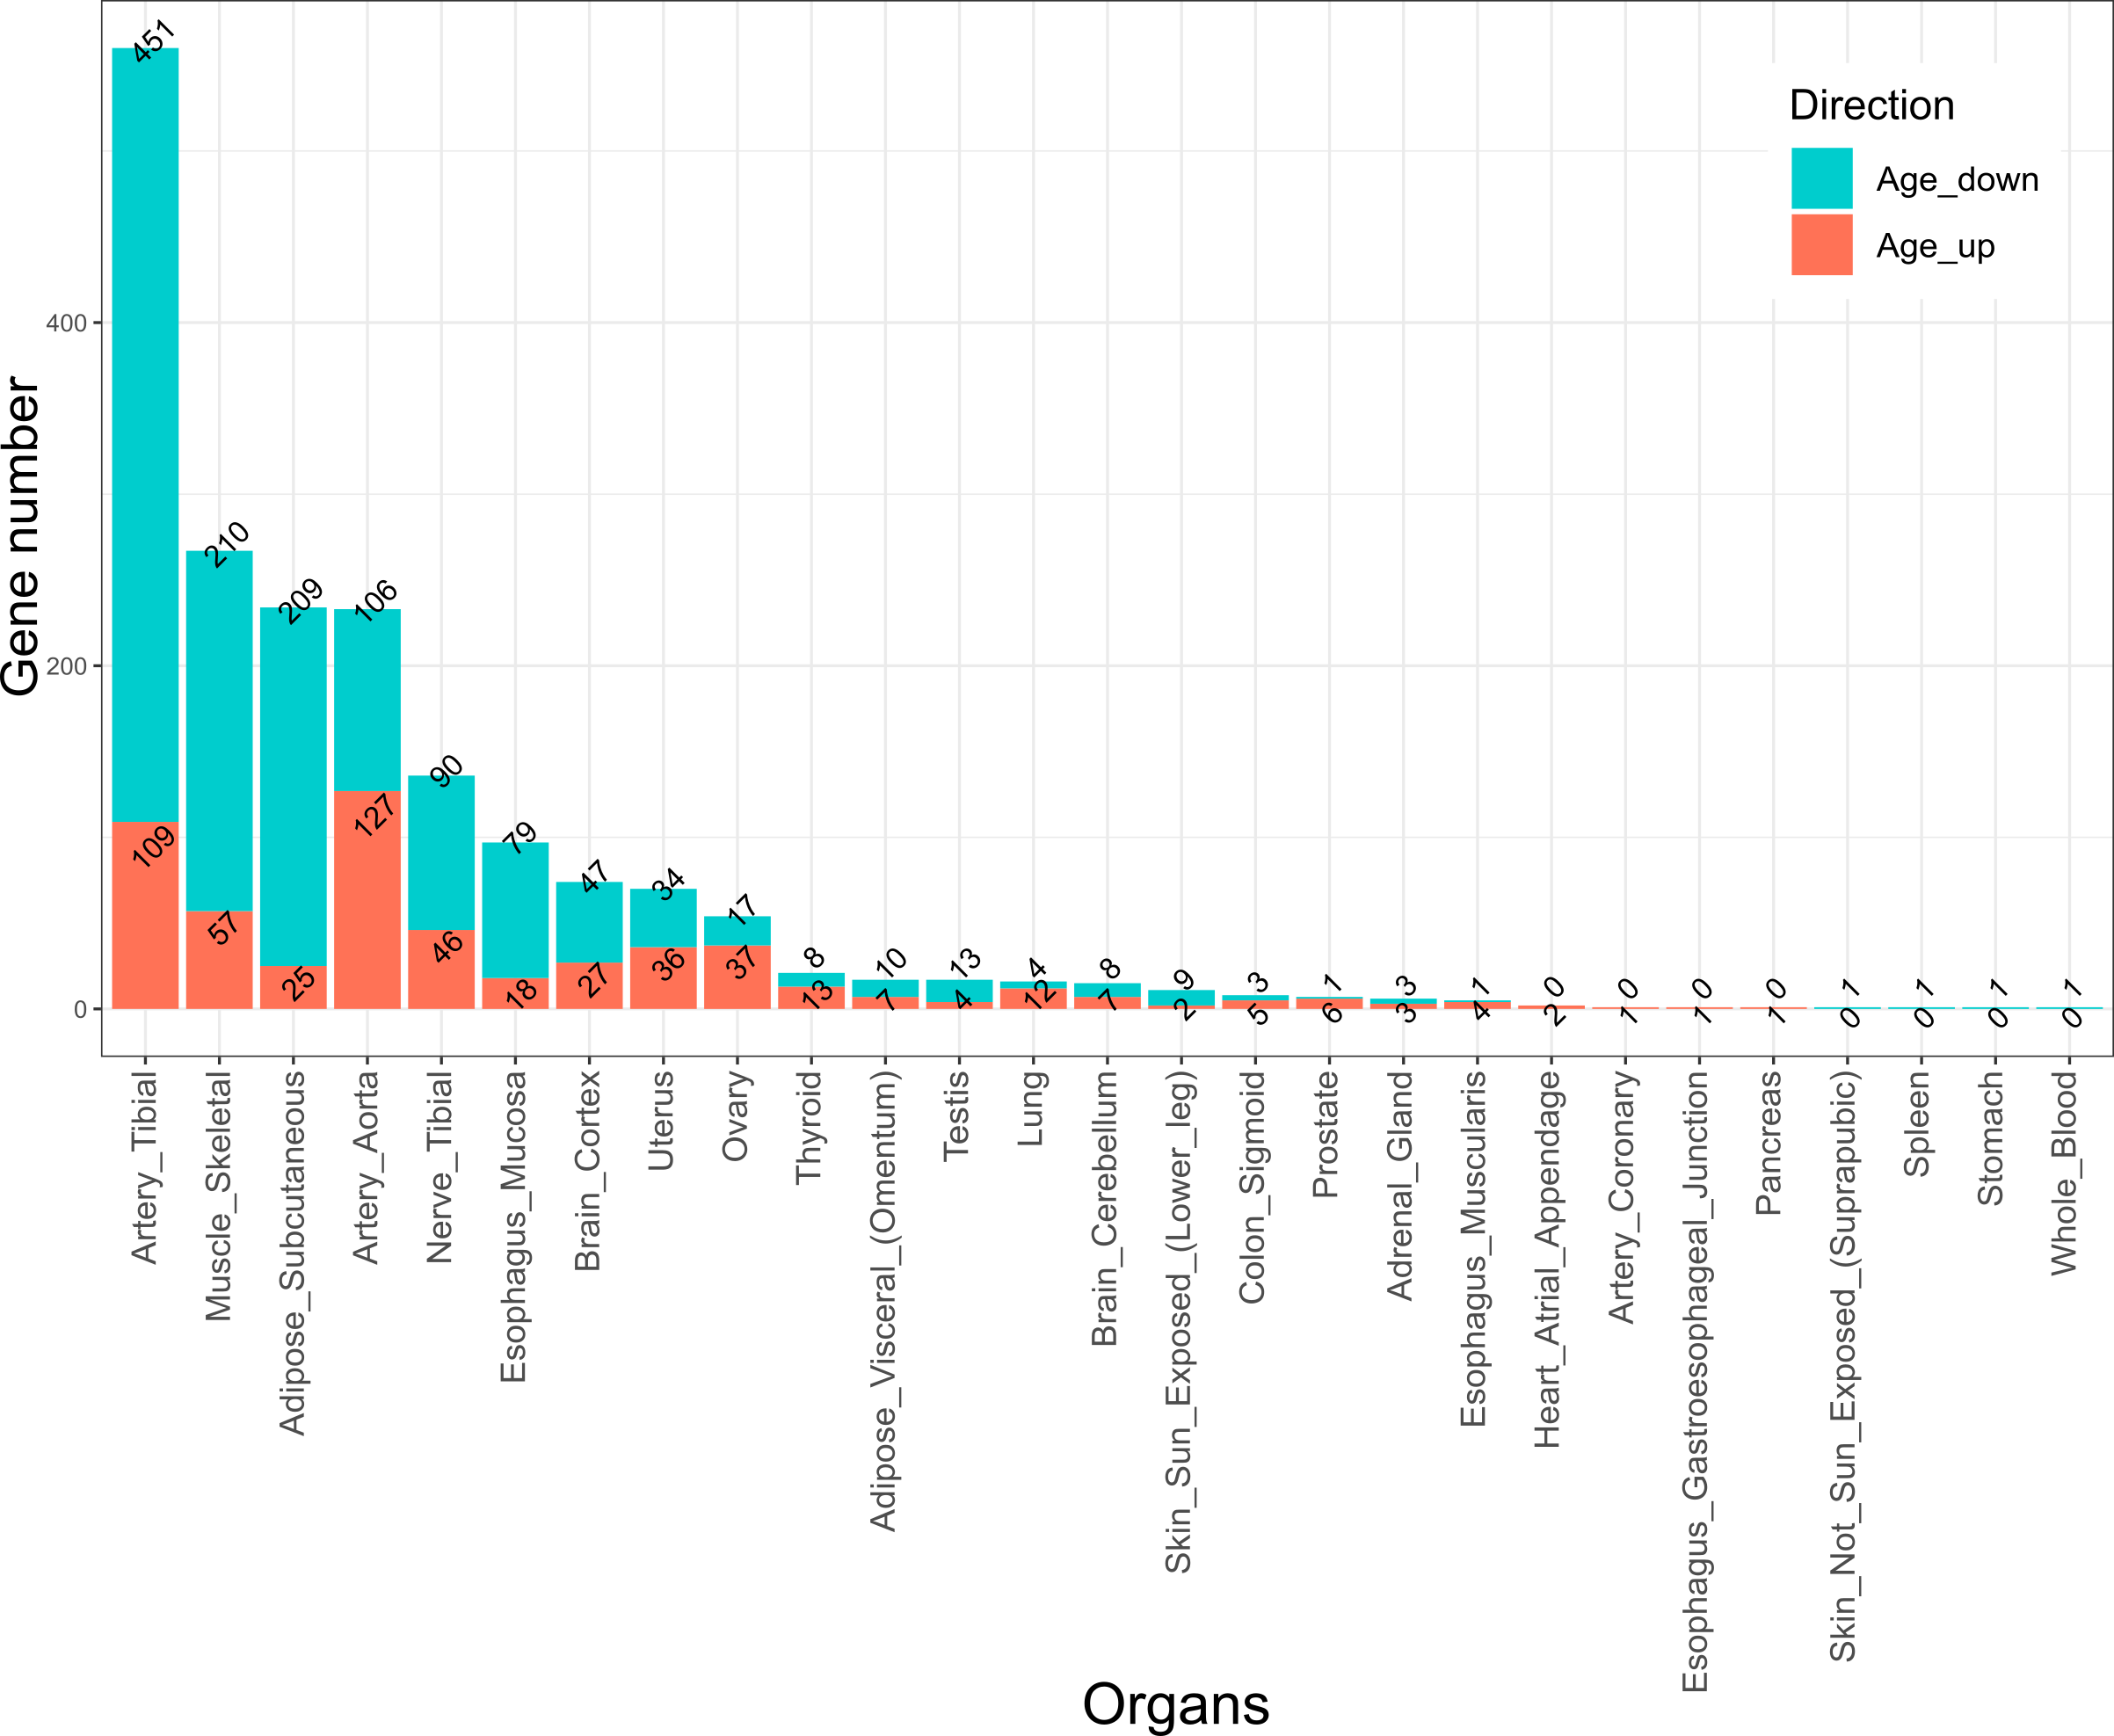 Direction
Age_down
Age_up
Gene number
400
200
0
451
210
209
106
90
79
47
34
17
8
10
13
4
8
9
3
1
3
1
0
0
0
0
1
1
1
1
109
57
25
127
46
18
27
36
37
13
7
4
12
7
2
5
6
3
4
2
1
1
1
0
0
0
0
Artery_Tibial
Muscle_Skeletal
Adipose_Subcutaneous
Artery_Aorta
Nerve_Tibial
Esophagus_Mucosa
Brain_Cortex
Uterus
Ovary
Thyroid
Adipose_Visceral_(Omentum)
Testis
Lung
Brain_Cerebellum
Skin_Sun_Exposed_(Lower_leg)
Colon_Sigmoid
Prostate
Adrenal_Gland
Esophagus_Muscularis
Heart_Atrial_Appendage
Artery_Coronary
Esophagus_Gastroesophageal_Junction
Pancreas
Skin_Not_Sun_Exposed_(Suprapubic)
Spleen
Stomach
Whole_Blood
Organs